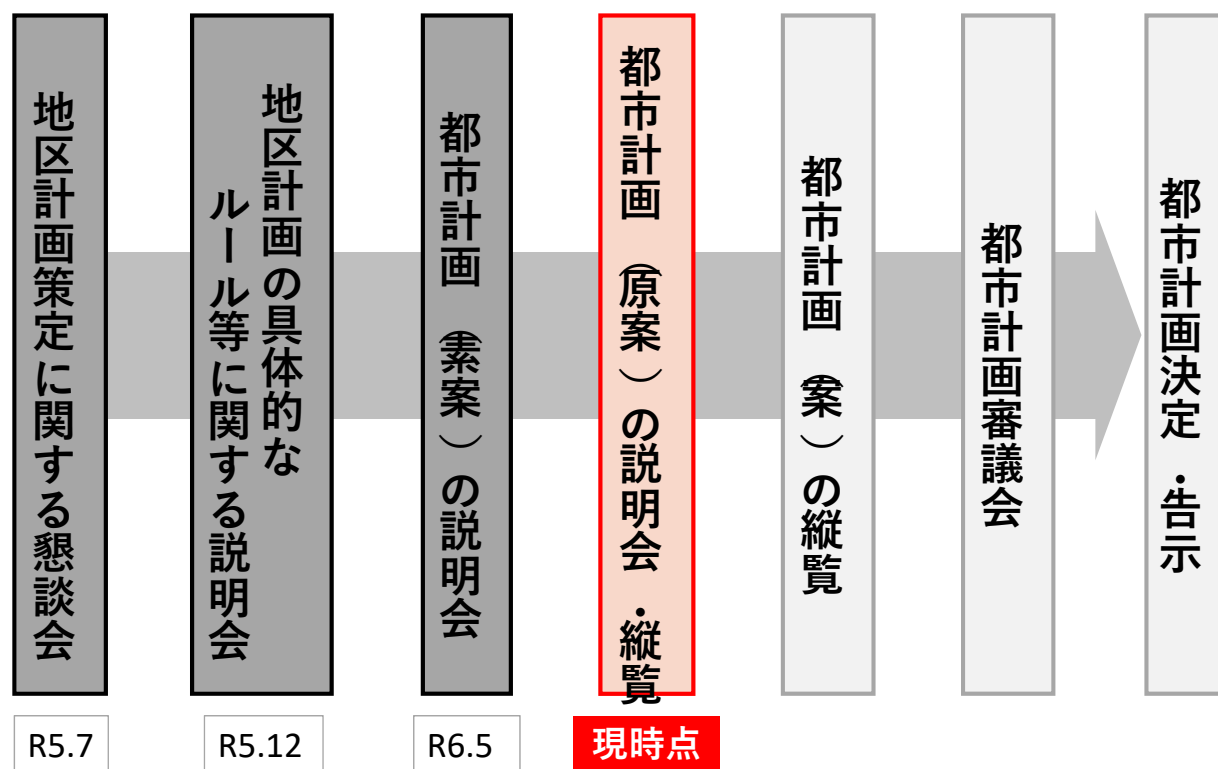 地区計画策定に関する懇談会
地区計画の具体的な
ルール等に関する説明会
都市計画（素案）の説明会
都市計画（原案）の説明会・縦覧
都市計画（案）の縦覧
都市計画審議会
都市計画決定・告示
R5.7
R5.12
R6.5
現時点